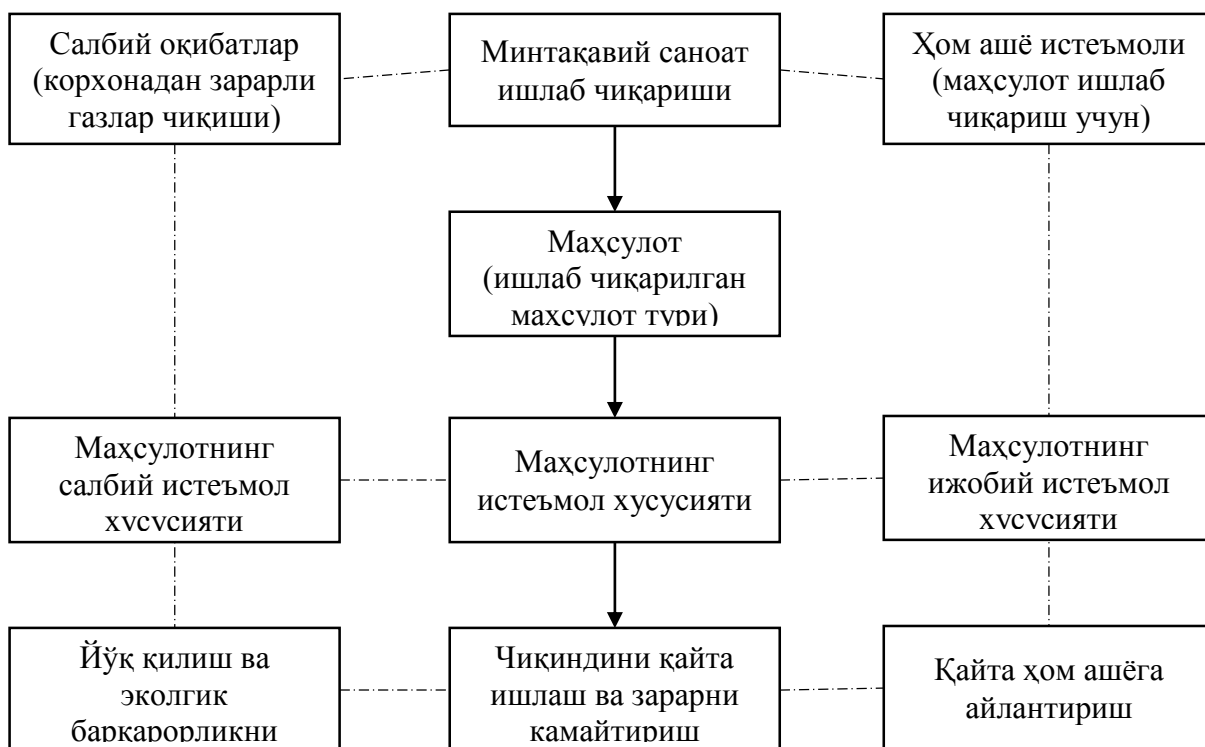 Салбий оқибатлар
(корхонадан зарарли
газлар чиқиши)
Минтақавий саноат
ишлаб чиқариши
Ҳом ашё истеъмоли
(маҳсулот ишлаб
чиқариш учун)
Маҳсулот
(ишлаб чиқарилган
маҳсулот тури)
Маҳсулотнинг
салбий истеъмол
хусусияти
Маҳсулотнинг
истеъмол хусусияти
Маҳсулотнинг
ижобий истеъмол
хусусияти
Йўқ қилиш ва
эколгик
барқарорликни
Чиқиндини қайта
ишлаш ва зарарни
камайтириш
Қайта ҳом ашёга
айлантириш